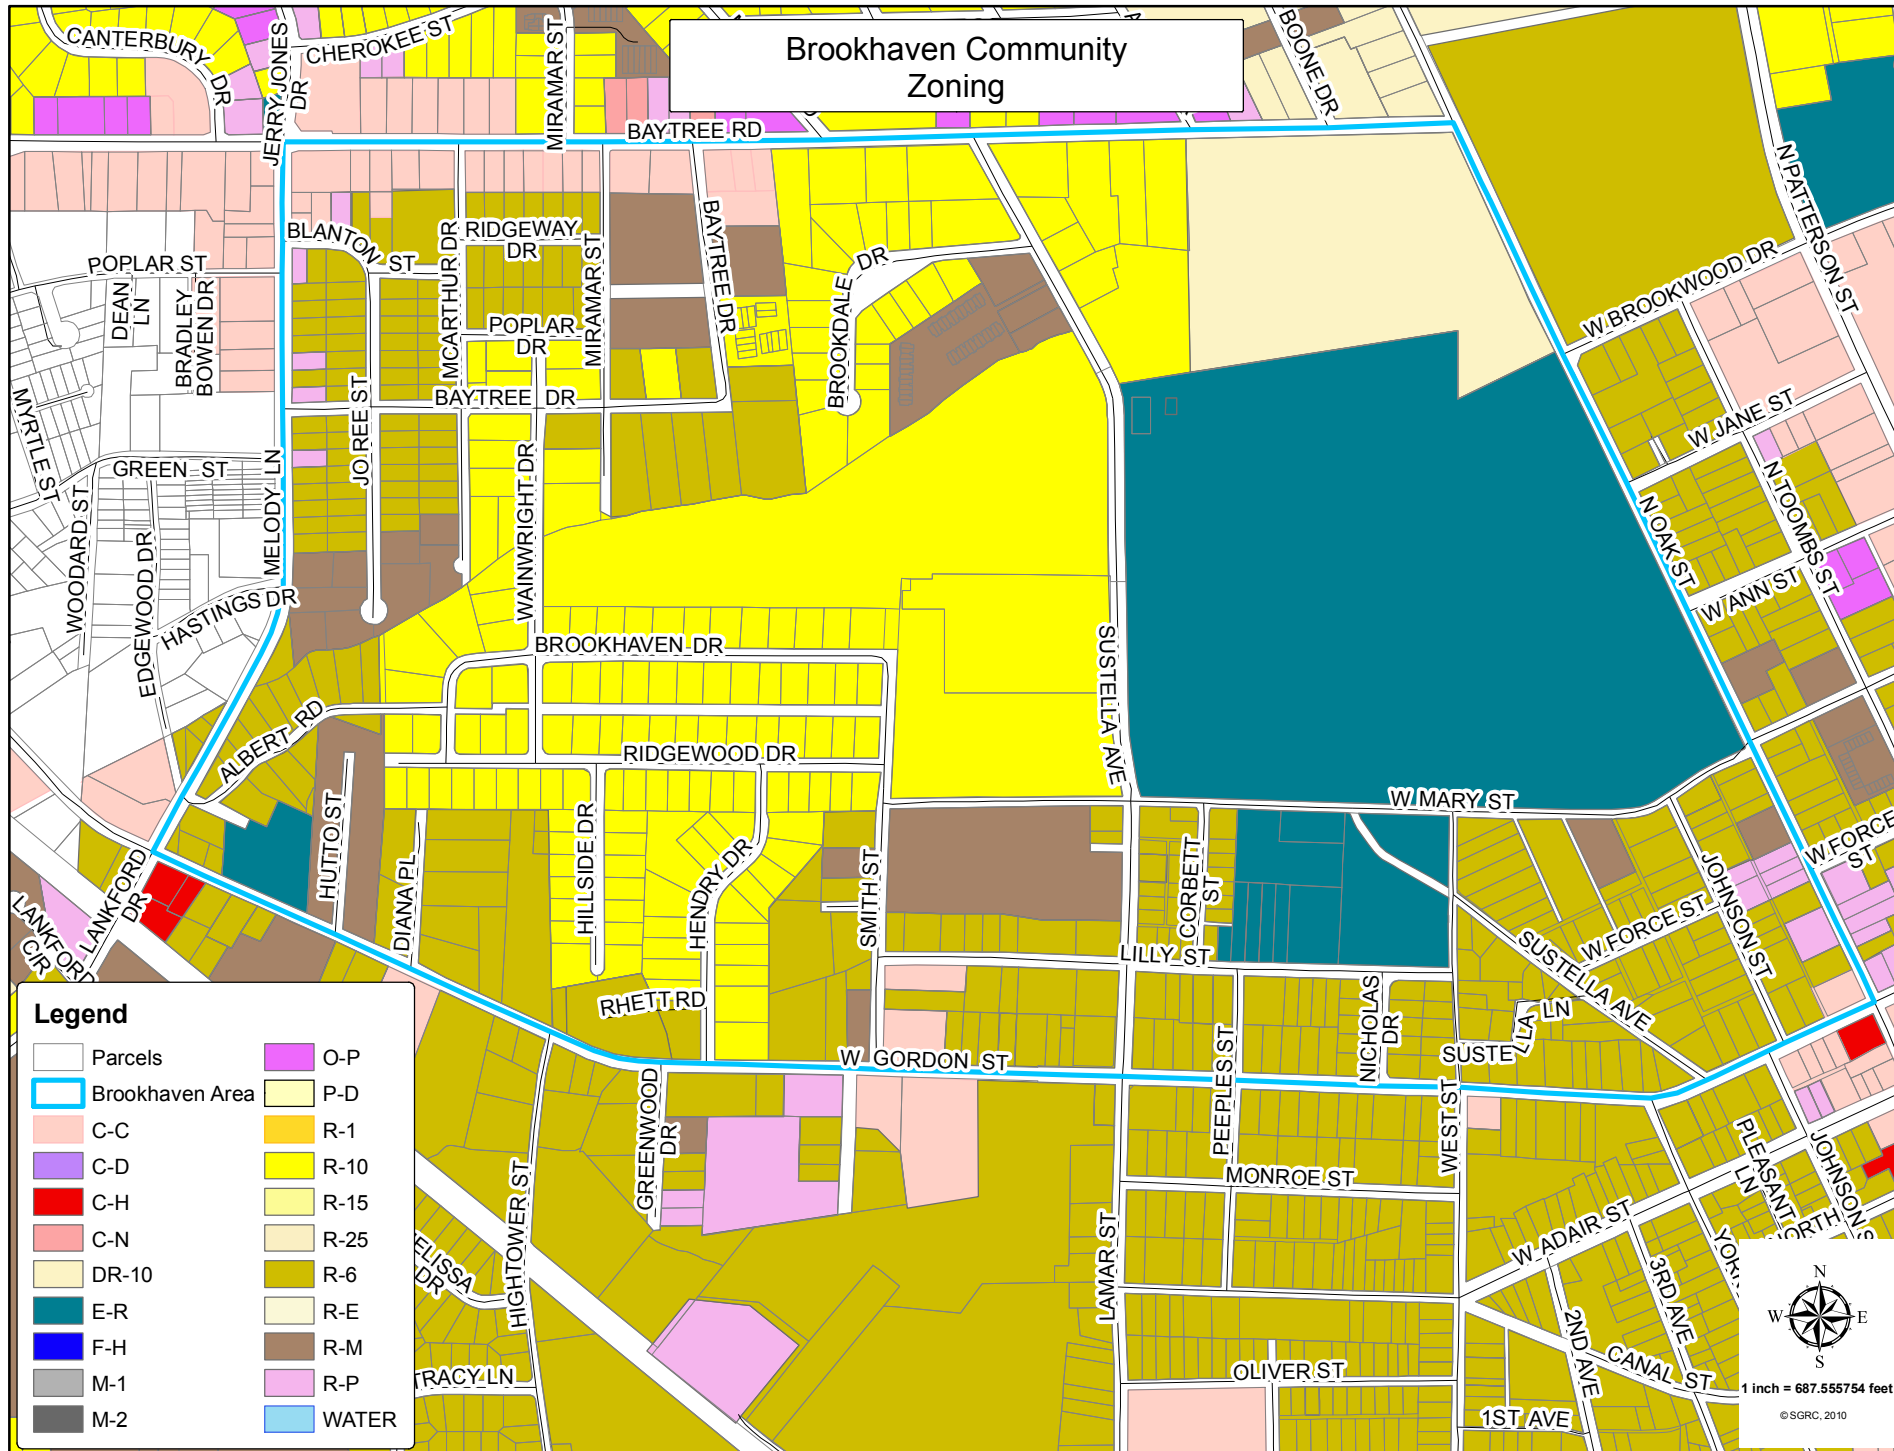 Brookhaven Community
Zoning
CANTERBURY DR
CHEROKEE ST
JERRY JONES
DR
MIRAMAR ST
BOONE DR
BAYTREE RD
N PATTERSON ST
BLANTON ST
RIDGEWAY
DR
MCARTHUR DR
MIRAMAR ST
BAYTREE DR
BROOKDALE DR
W BROOKWOOD DR
POPLAR ST
DEAN
LN
BRADLEY
BOWEN DR
POPLAR
DR
MYRTLE ST
JO REE ST
BAYTREE DR
W JANE ST
GREEN ST
WOODARD ST
EDGEWOOD DR
MELODY LN
WAINWRIGHT DR
N OAK ST
N TOOMBS ST
HASTINGS DR
W ANN ST
BROOKHAVEN DR
SUSTELLA AVE
ALBERT RD
RIDGEWOOD DR
W MARY ST
HUTTO ST
DIANA PL
HILLSIDE DR
HENDRY DR
SMITH ST
CORBETT
ST
JOHNSON ST
W FORCE
ST
LANKFORD
DR
LANKFORD
CIR
LILLY ST
W FORCE ST
SUSTELLA AVE
RHETT RD
NICHOLAS
DR
SUSTE LLA LN
W GORDON ST
PEEPLES ST
WEST ST
GREENWOOD
DR
HIGHTOWER ST
MONROE ST
PLEASANT
LN
JOHNSON S
W ADAIR ST
ELISSA
DR
LAMAR ST
3RD AVE
2ND AVE
CANAL ST
TRACY LN
OLIVER ST
1ST AVE
Legend
Parcels
Brookhaven Area
C-C
C-D
C-H
C-N
DR-10
E-R
F-H
M-1
M-2
O-P
P-D
R-1
R-10
R-15
R-25
R-6
R-E
R-M
R-P
WATER
N
W E
S
1 inch = 687.555754 feet
©SGRC, 2010